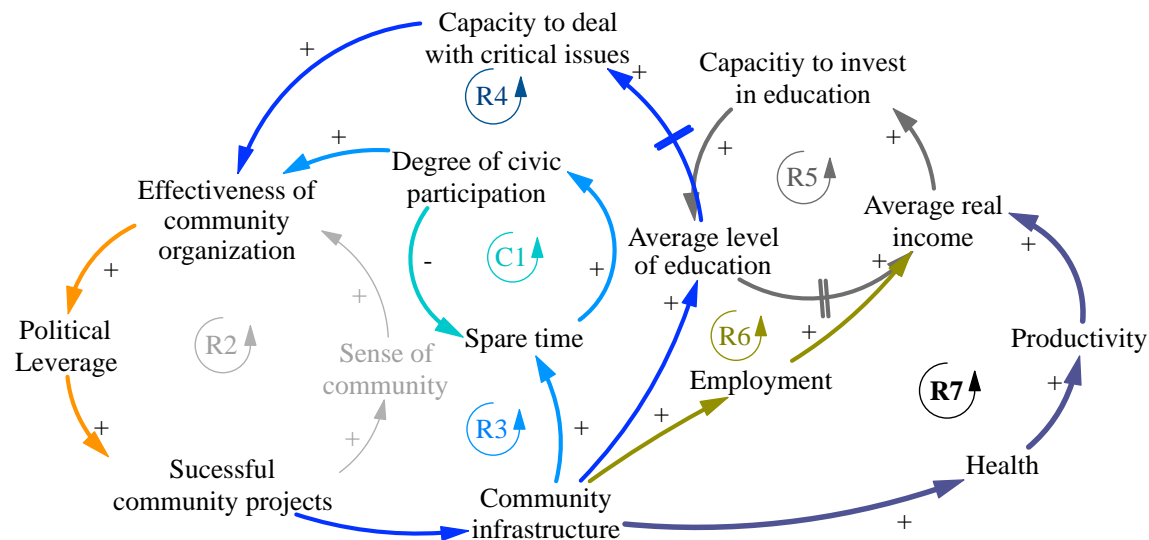 Capacity to deal
with critical issues
+
+
R4
Capacitiy to invest
in education
+
+
R5
+
Degree of civic
participation
Effectiveness of
community
organization
-
C1
+
Average level
of education
Average real
income
+
+
+
+
+
+
Political
Leverage
R2
Sense of
community
Spare time
R6
+
Employment
Productivity
R7
+
+
+
R3
+
+
Sucessful
community projects
Community
infrastructure
Health
+